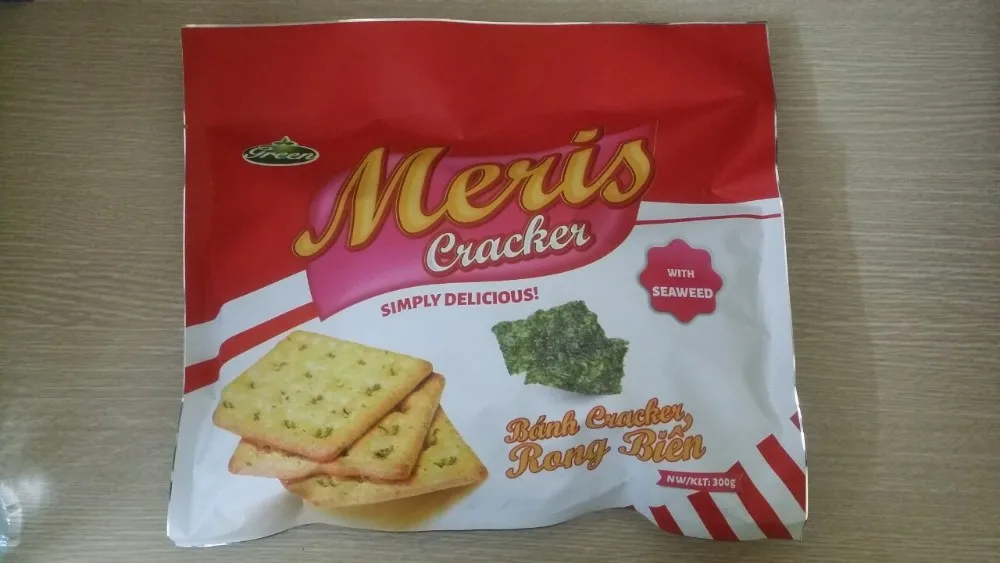 Green
Meris
Cracker
SIMPLY DELICIOUS!
WITH
SEAWEED
Bánh Cracker,
Rong Biển
NW/KLT: 300g